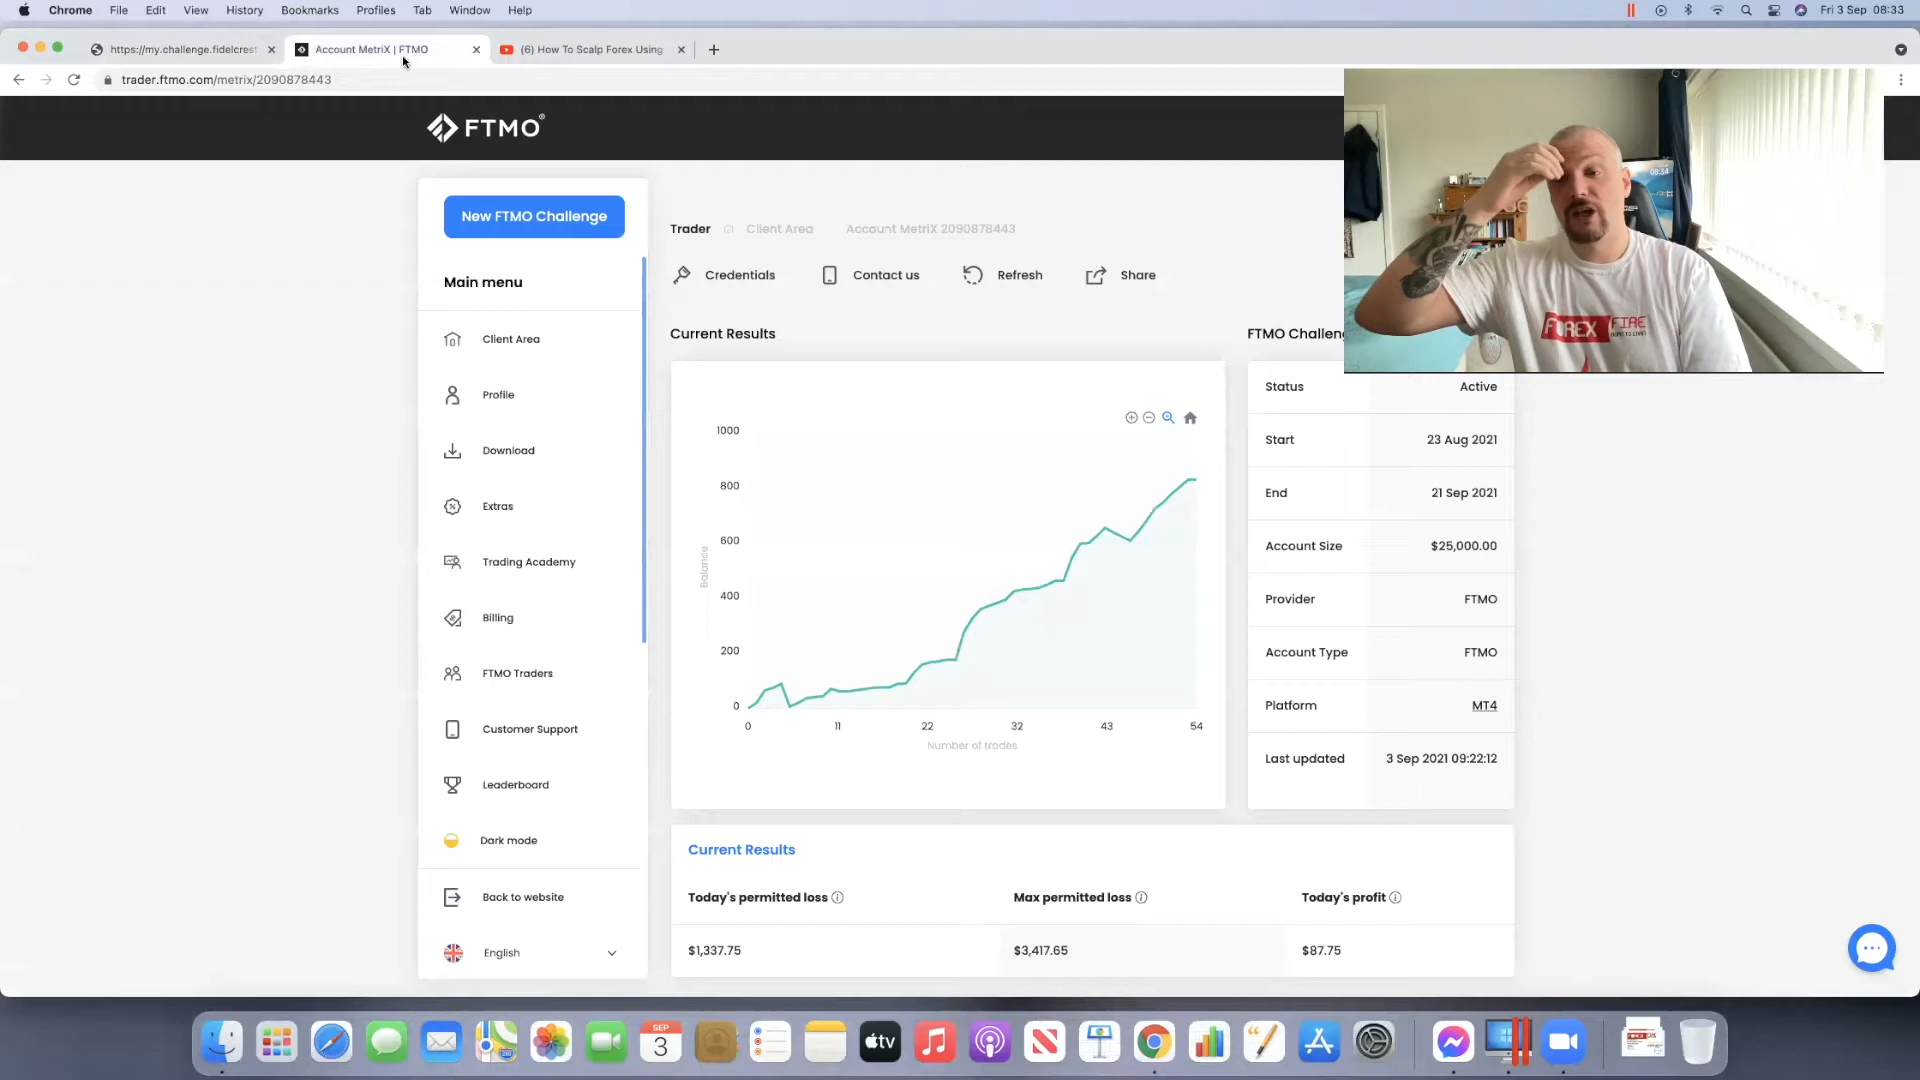 Chrome File Edit View History Bookmarks Profiles Tab Window Help Fri 3 Sep 08:33
https://my.challenge.fidelcrest Account MetriX | FTMO (6) How To Scalp Forex Using
trader.ftmo.com/metrix/2090878443
FTMO
08:34
FOREX FIRE
New FTMO Challenge
Main menu
Client Area
Profile
Download
Extras
Trading Academy
Billing
FTMO Traders
Customer Support
Leaderboard
Dark mode
Back to website
English
Trader Client Area Account MetriX 2090878443
Credentials Contact us Refresh Share
Current Results
1000
800
600
400
200
0
Balance
0 11 22 32 43 54
Number of trades
FTMO Challeng
Status Active
Start 23 Aug 2021
End 21 Sep 2021
Account Size $25,000.00
Provider FTMO
Account Type FTMO
Platform MT4
Last updated 3 Sep 2021 09:22:12
Current Results
Today's permitted loss Max permitted loss Today's profit
$1,337.75 $3,417.65 $87.75
SEP
3
tv